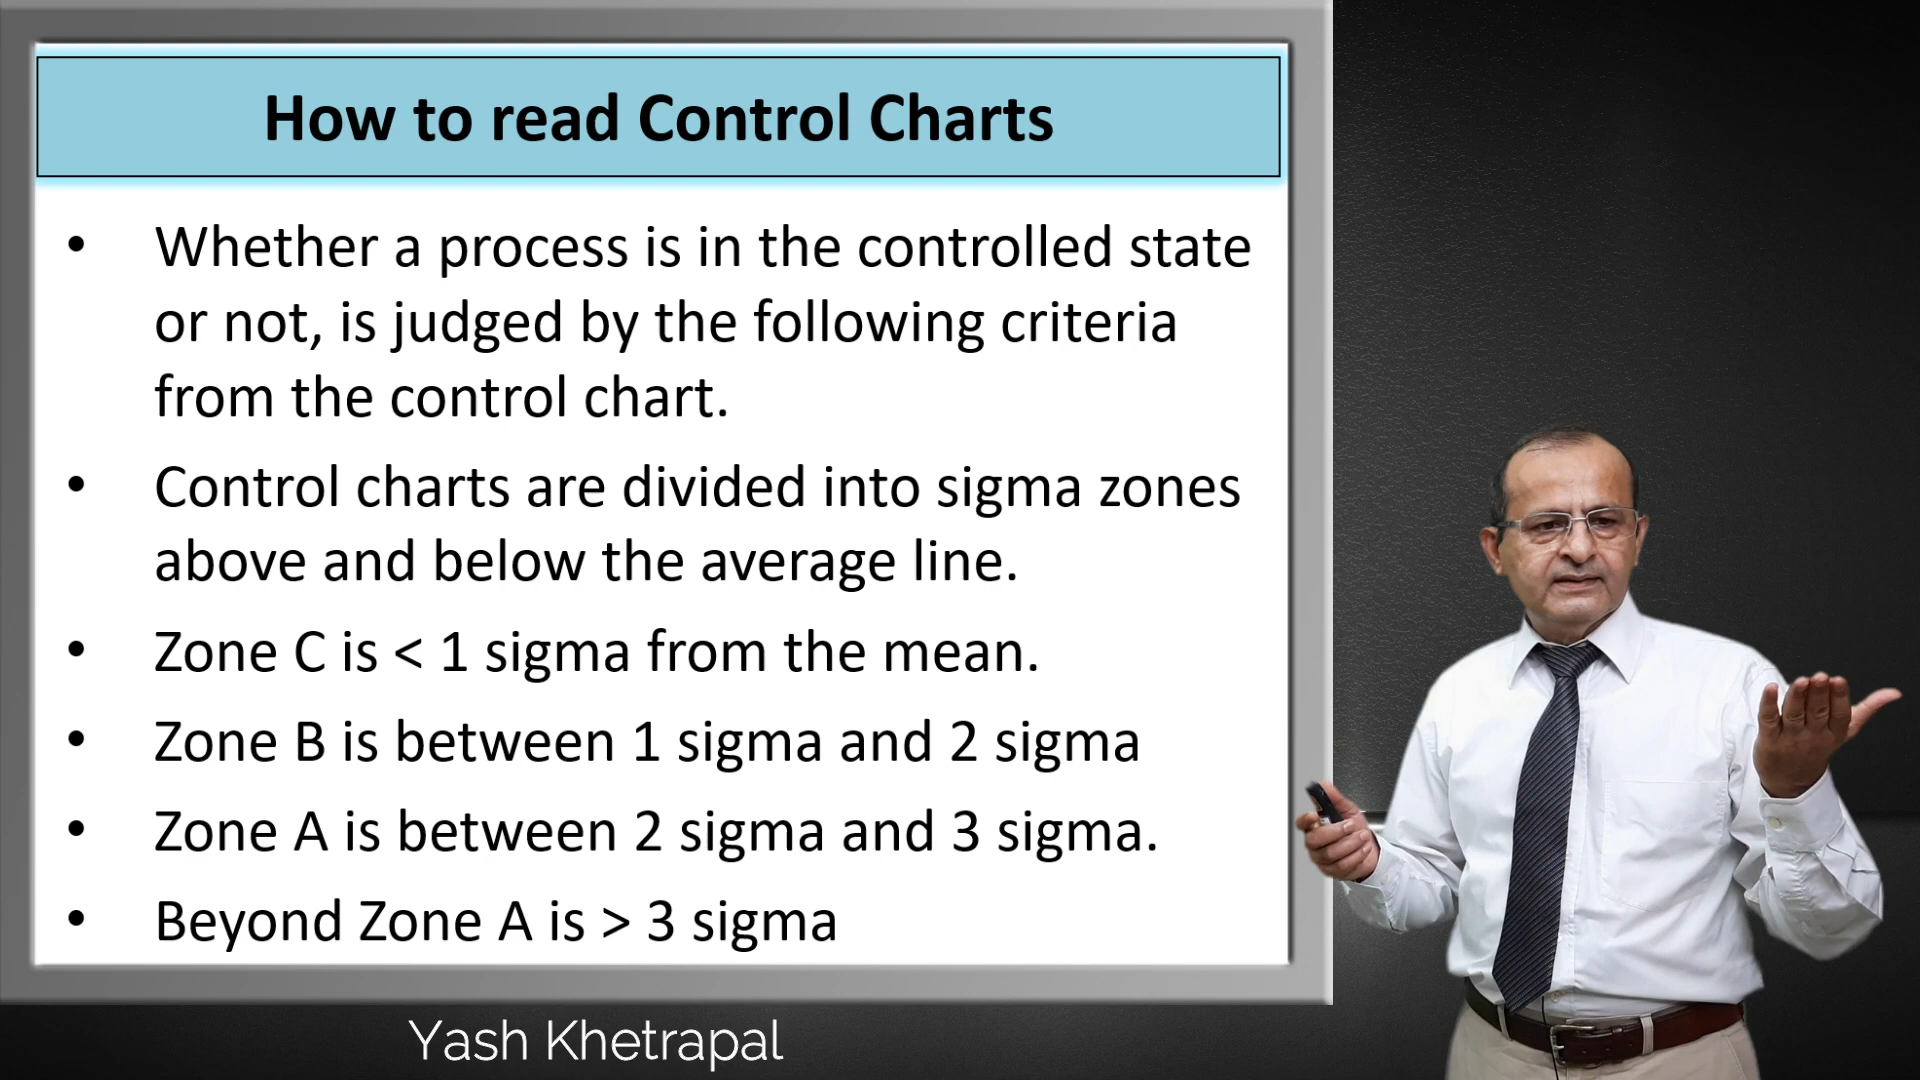 How to read Control Charts
• Whether a process is in the controlled state
or not, is judged by the following criteria
from the control chart.
• Control charts are divided into sigma zones
above and below the average line.
• Zone C is < 1 sigma from the mean.
• Zone B is between 1 sigma and 2 sigma
• Zone A is between 2 sigma and 3 sigma.
• Beyond Zone A is > 3 sigma
Yash Khetrapal